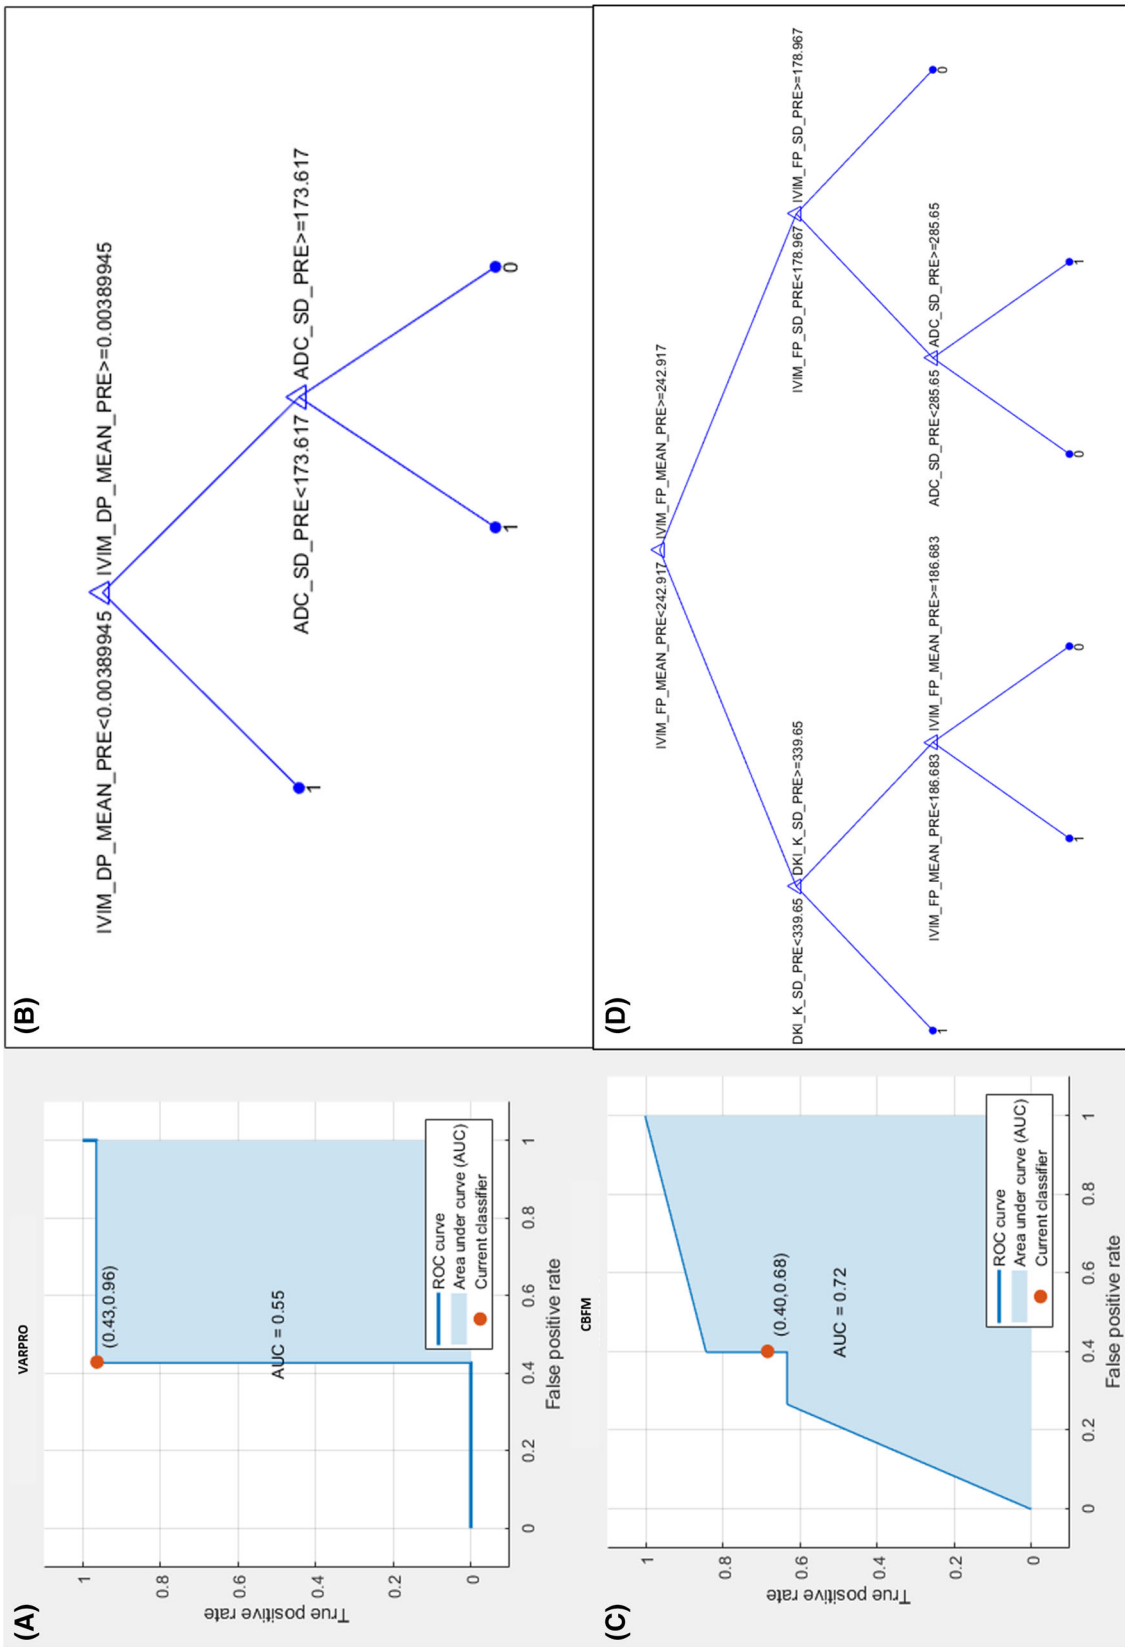 (A)
VARPRO
True positive rate
1
0.8
0.6
0.4
0.2
0
(0.43,0.96)
AUC = 0.55
ROC curve
Area under curve (AUC)
Current classifier
0
0.2
0.4
0.6
0.8
1
False positive rate
(B)
IVIM_DP_MEAN_PRE<0.00389945 IVIM_DP_MEAN_PRE>=0.00389945
1
ADC_SD_PRE<173.617 ADC_SD_PRE>=173.617
1
0
(C)
CBFM
True positive rate
1
0.8
0.6
0.4
0.2
0
(0.40,0.68)
AUC = 0.72
ROC curve
Area under curve (AUC)
Current classifier
0
0.2
0.4
0.6
0.8
1
False positive rate
(D)
IVIM_FP_MEAN_PRE<242.917 IVIM_FP_MEAN_PRE>=242.917
DKI_K_SD_PRE<339.65 DKI_K_SD_PRE>=339.65
IVIM_FP_SD_PRE<178.967 IVIM_FP_SD_PRE>=178.967
1
IVIM_FP_MEAN_PRE<186.683 IVIM_FP_MEAN_PRE>=186.683
ADC_SD_PRE<285.65 ADC_SD_PRE>=285.65
0
1
0
0
1